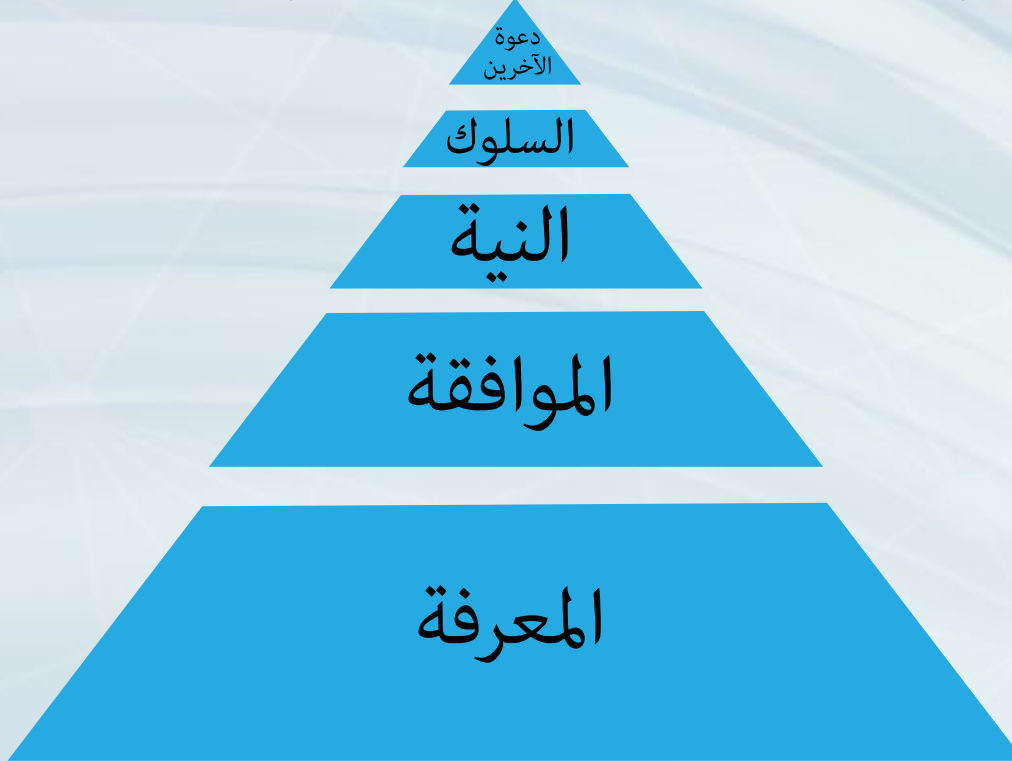 دعوة
الآخرين
السلوك
النية
الموافقة
المعرفة